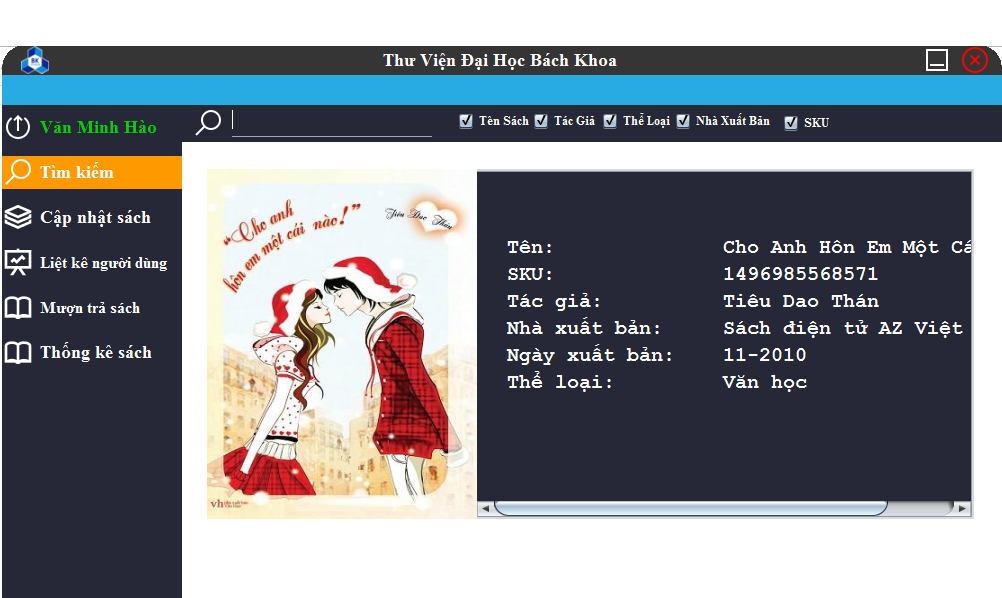 BK
Thư Viện Đại Học Bách Khoa
Văn Minh Hào
Tên Sách Tác Giả Thể Loại Nhà Xuất Bản SKU
Tìm kiếm
Cập nhật sách
Liệt kê người dùng
Mượn trả sách
Thống kê sách
“Cho anh
hôn em một cái nào!”
Tiêu Dao Thán
vh
Tên: Cho Anh Hôn Em Một Cá
SKU: 1496985568571
Tác giả: Tiêu Dao Thán
Nhà xuất bản: Sách điện tử AZ Việt
Ngày xuất bản: 11-2010
Thể loại: Văn học